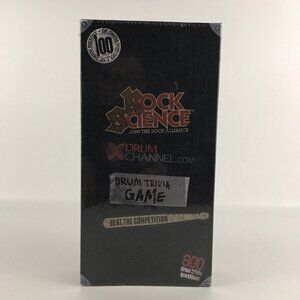 100
ROCK
SCIENCE
JOIN THE ROCK ALLIANCE
DRUM
CHANNEL.COM
DRUM TRIVIA
GAME
BEAT THE COMPETITION
800
drum trivia
questions